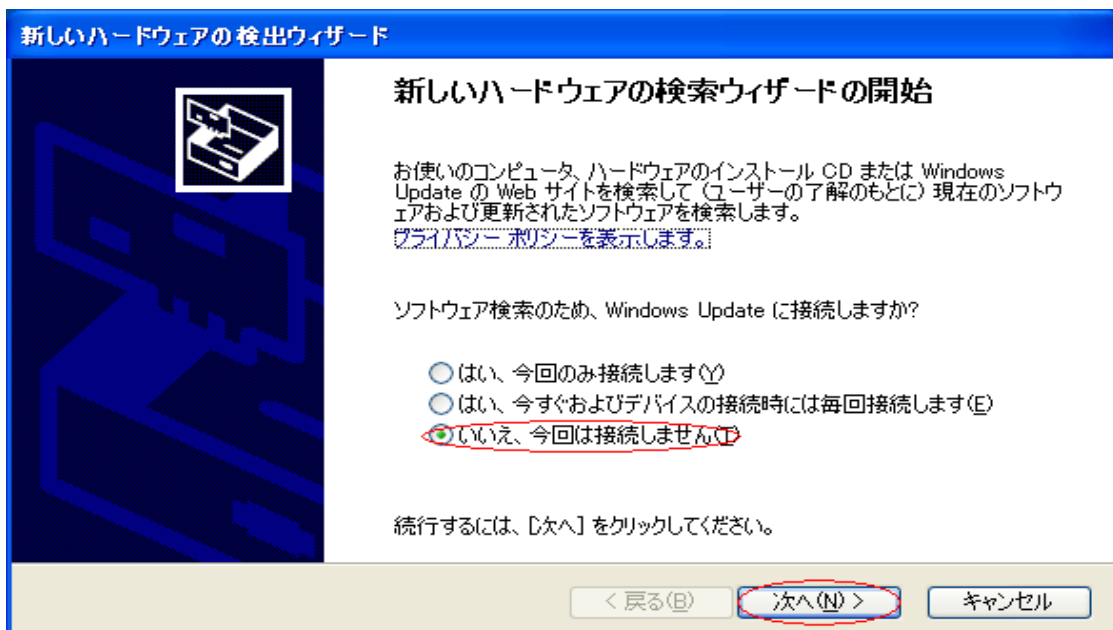 新しいハードウェアの検出ウィザード
新しいハードウェアの検索ウィザードの開始
お使いのコンピュータ、ハードウェアのインストール CD または Windows
Update の Web サイトを検索して (ユーザーの了解のもとに) 現在のソフトウ
ェアおよび更新されたソフトウェアを検索します。
プライバシー ポリシーを表示します。
ソフトウェア検索のため、Windows Update に接続しますか?
はい、今回のみ接続します(Y)
はい、今すぐおよびデバイスの接続時には毎回接続します(E)
いいえ、今回は接続しません(T)
続行するには、[次へ] をクリックしてください。
< 戻る(B) 次へ(N) > キャンセル